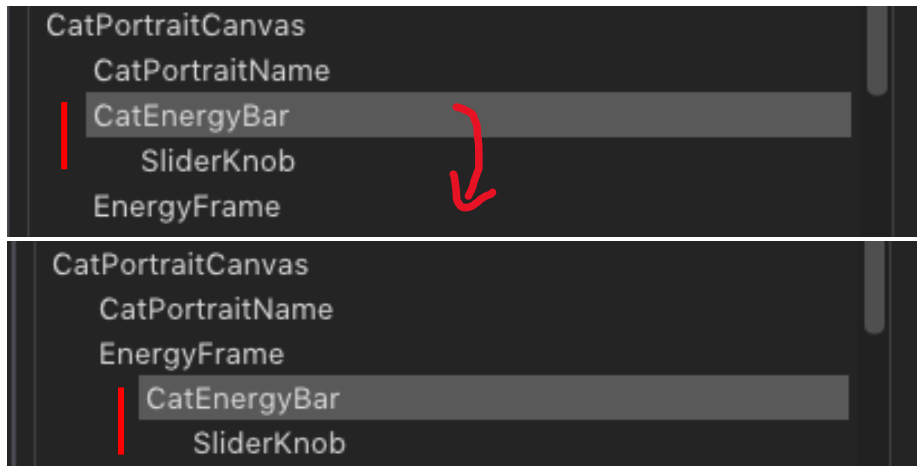 CatPortraitCanvas
CatPortraitName
CatEnergyBar
SliderKnob
EnergyFrame
CatPortraitCanvas
CatPortraitName
EnergyFrame
CatEnergyBar
SliderKnob